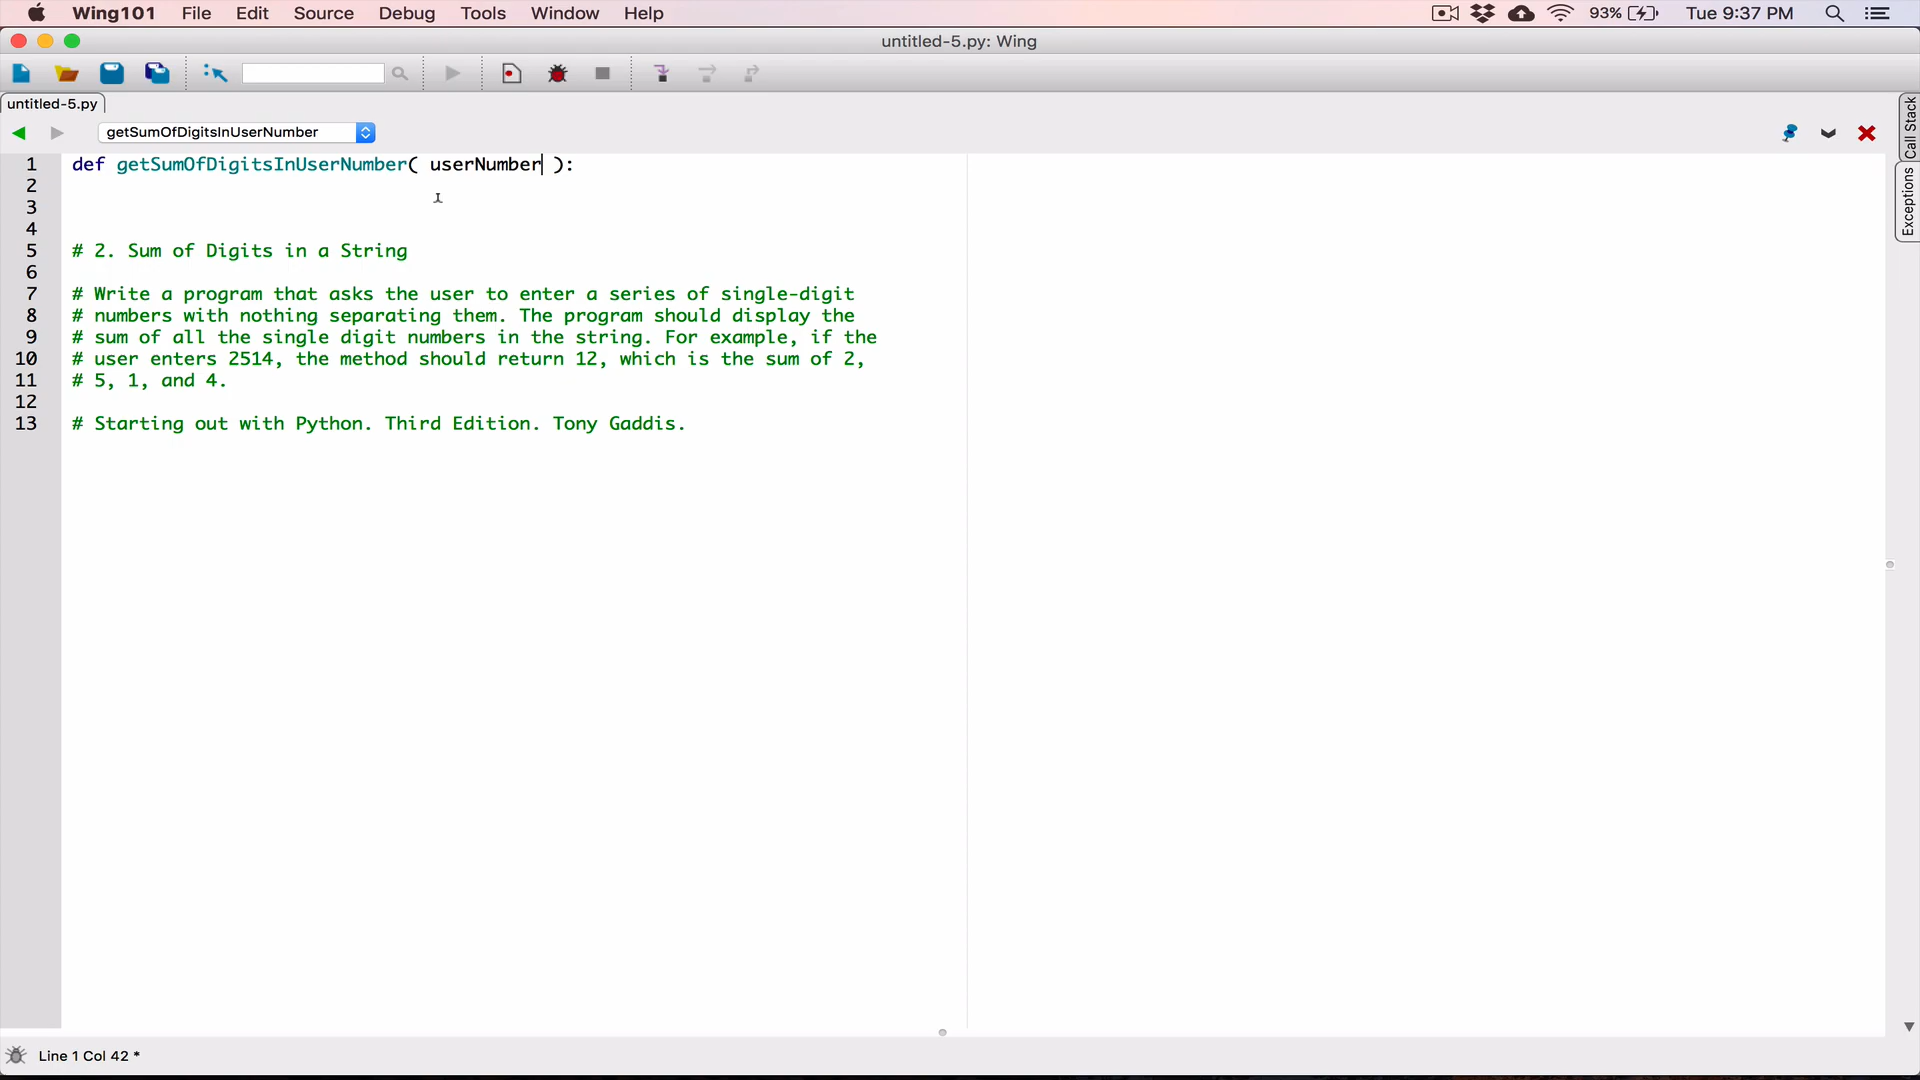 Wing101 File Edit Source Debug Tools Window Help 93% Tue 9:37 PM
untitled-5.py: Wing
untitled-5.py
getSumOfDigitsInUserNumber
Call Stack
Exceptions
1 def getSumOfDigitsInUserNumber( userNumber ):
2
3
4
5 # 2. Sum of Digits in a String
6
7 # Write a program that asks the user to enter a series of single-digit
8 # numbers with nothing separating them. The program should display the
9 # sum of all the single digit numbers in the string. For example, if the
10 # user enters 2514, the method should return 12, which is the sum of 2,
11 # 5, 1, and 4.
12
13 # Starting out with Python. Third Edition. Tony Gaddis.
Line 1 Col 42 *